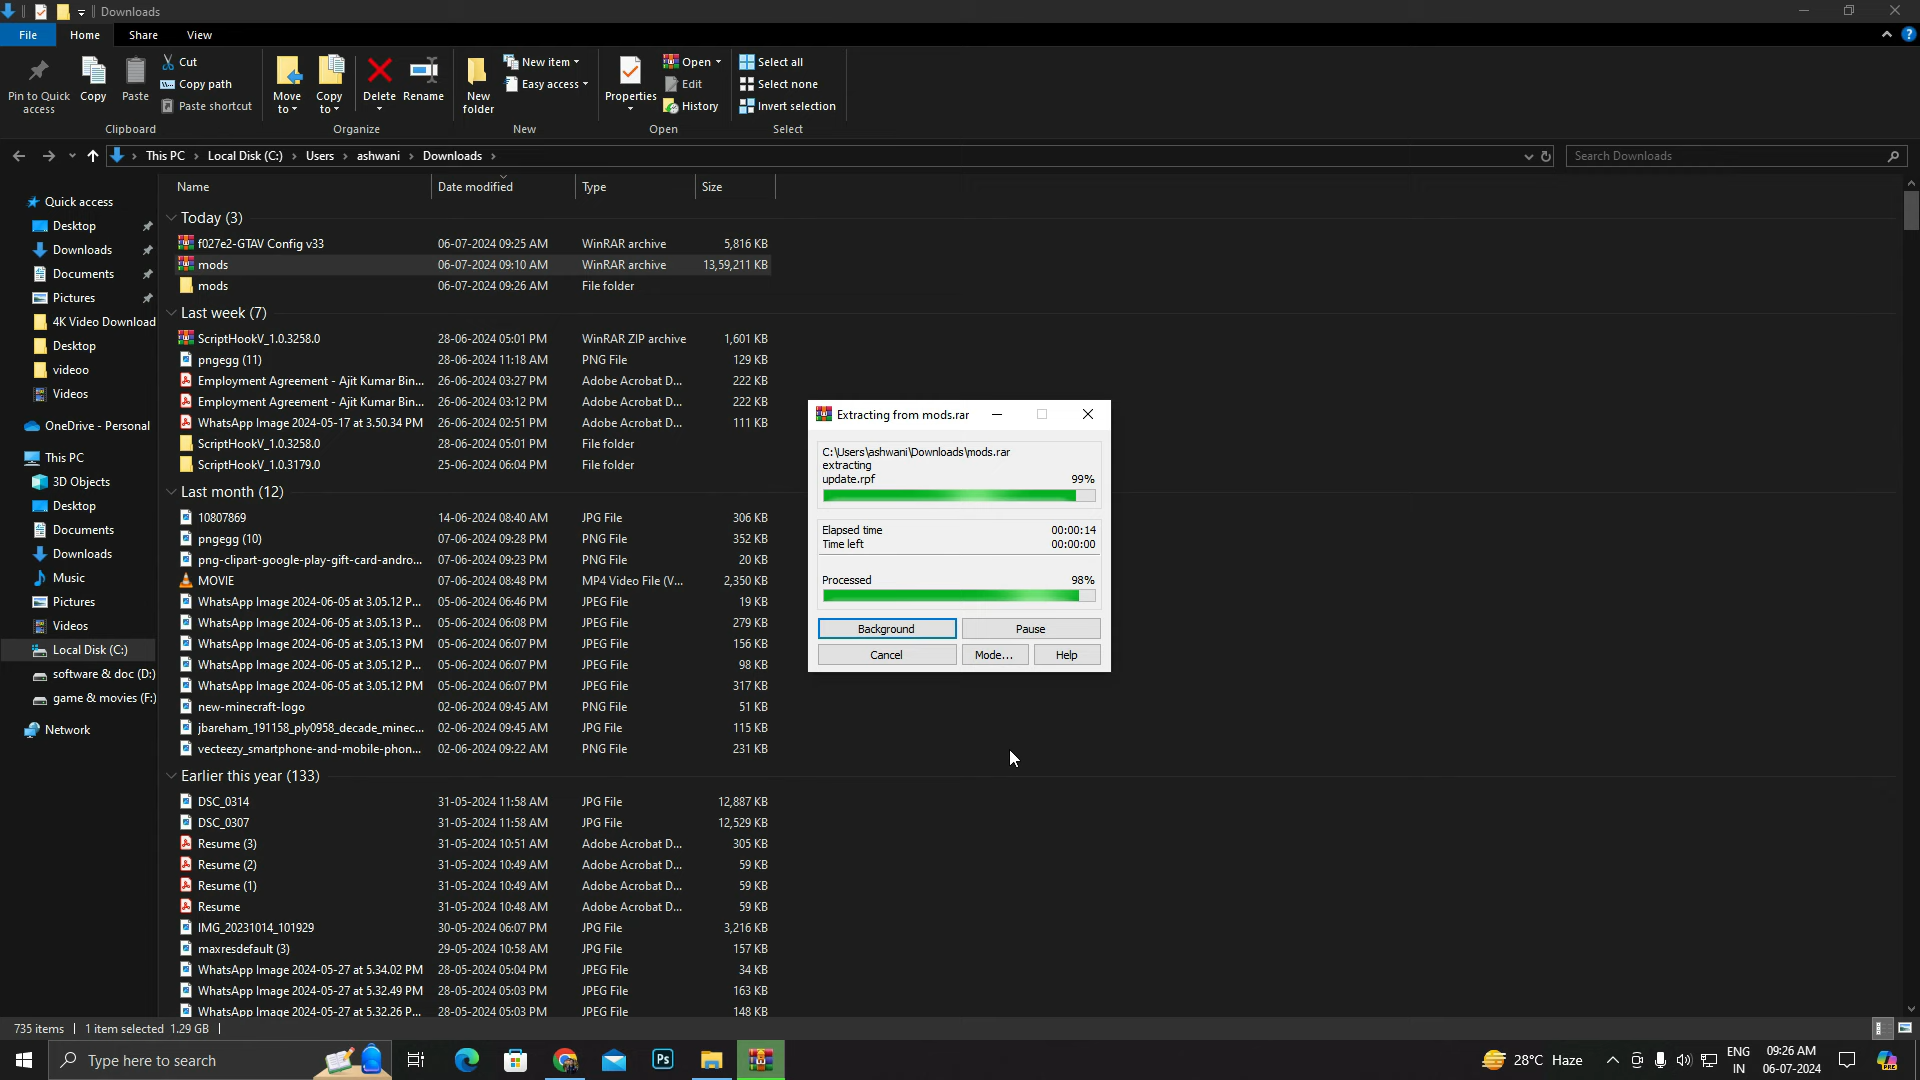 Downloads
File
Home
Share
View
Pin to Quick
access
Copy
Paste
Cut
Copy path
Paste shortcut
Clipboard
Move
to
Copy
to
Delete
Rename
Organize
New
folder
New item
Easy access
New
Properties
Open
Edit
History
Open
Select all
Select none
Invert selection
Select
This PC
Local Disk (C:)
Users
ashwani
Downloads
Search Downloads
Quick access
Desktop
Downloads
Documents
Pictures
4K Video Download
Desktop
videoo
Videos
OneDrive - Personal
This PC
3D Objects
Desktop
Documents
Downloads
Music
Pictures
Videos
Local Disk (C:)
software & doc (D:)
game & movies (F:)
Network
Name Date modified Type Size
Today (3)
f027e2-GTAV Config v33 06-07-2024 09:25 AM WinRAR archive 5,816 KB
mods 06-07-2024 09:10 AM WinRAR archive 13,59,211 KB
mods 06-07-2024 09:26 AM File folder
Last week (7)
ScriptHookV_1.0.3258.0 28-06-2024 05:01 PM WinRAR ZIP archive 1,601 KB
pngegg (11) 28-06-2024 11:18 AM PNG File 129 KB
Employment Agreement - Ajit Kumar Bin... 26-06-2024 03:27 PM Adobe Acrobat D... 222 KB
Employment Agreement - Ajit Kumar Bin... 26-06-2024 03:12 PM Adobe Acrobat D... 222 KB
WhatsApp Image 2024-05-17 at 3.50.34 PM 26-06-2024 02:51 PM Adobe Acrobat D... 111 KB
ScriptHookV_1.0.3258.0 28-06-2024 05:01 PM File folder
ScriptHookV_1.0.3179.0 25-06-2024 06:04 PM File folder
Last month (12)
10807869 14-06-2024 08:40 AM JPG File 306 KB
pngegg (10) 07-06-2024 09:28 PM PNG File 352 KB
png-clipart-google-play-gift-card-andro... 07-06-2024 09:23 PM PNG File 20 KB
MOVIE 07-06-2024 08:48 PM MP4 Video File (V... 2,350 KB
WhatsApp Image 2024-06-05 at 3.05.12 P... 05-06-2024 06:46 PM JPEG File 19 KB
WhatsApp Image 2024-06-05 at 3.05.13 P... 05-06-2024 06:08 PM JPEG File 279 KB
WhatsApp Image 2024-06-05 at 3.05.13 PM 05-06-2024 06:07 PM JPEG File 156 KB
WhatsApp Image 2024-06-05 at 3.05.12 P... 05-06-2024 06:07 PM JPEG File 98 KB
WhatsApp Image 2024-06-05 at 3.05.12 PM 05-06-2024 06:07 PM JPEG File 317 KB
new-minecraft-logo 02-06-2024 09:45 AM PNG File 51 KB
jbareham_191158_ply0958_decade_minec... 02-06-2024 09:45 AM JPG File 115 KB
vecteezy_smartphone-and-mobile-phon... 02-06-2024 09:22 AM PNG File 231 KB
Earlier this year (133)
DSC_0314 31-05-2024 11:58 AM JPG File 12,887 KB
DSC_0307 31-05-2024 11:58 AM JPG File 12,529 KB
Resume (3) 31-05-2024 10:51 AM Adobe Acrobat D... 305 KB
Resume (2) 31-05-2024 10:49 AM Adobe Acrobat D... 59 KB
Resume (1) 31-05-2024 10:49 AM Adobe Acrobat D... 59 KB
Resume 31-05-2024 10:48 AM Adobe Acrobat D... 59 KB
IMG_20231014_101929 30-05-2024 06:07 PM JPG File 3,216 KB
maxresdefault (3) 29-05-2024 10:58 AM JPG File 157 KB
WhatsApp Image 2024-05-27 at 5.34.02 PM 28-05-2024 05:04 PM JPEG File 34 KB
WhatsApp Image 2024-05-27 at 5.32.49 PM 28-05-2024 05:03 PM JPEG File 163 KB
WhatsApp Image 2024-05-27 at 5.32.26 P... 28-05-2024 05:03 PM JPEG File 148 KB
Extracting from mods.rar
C:\Users\ashwani\Downloads\mods.rar
extracting
update.rpf 99%
Elapsed time 00:00:14
Time left 00:00:00
Processed 98%
Background
Pause
Cancel
Mode...
Help
735 items
1 item selected 1.29 GB
Type here to search
Ps
28°C Haze
ENG
IN
09:26 AM
06-07-2024
PRE